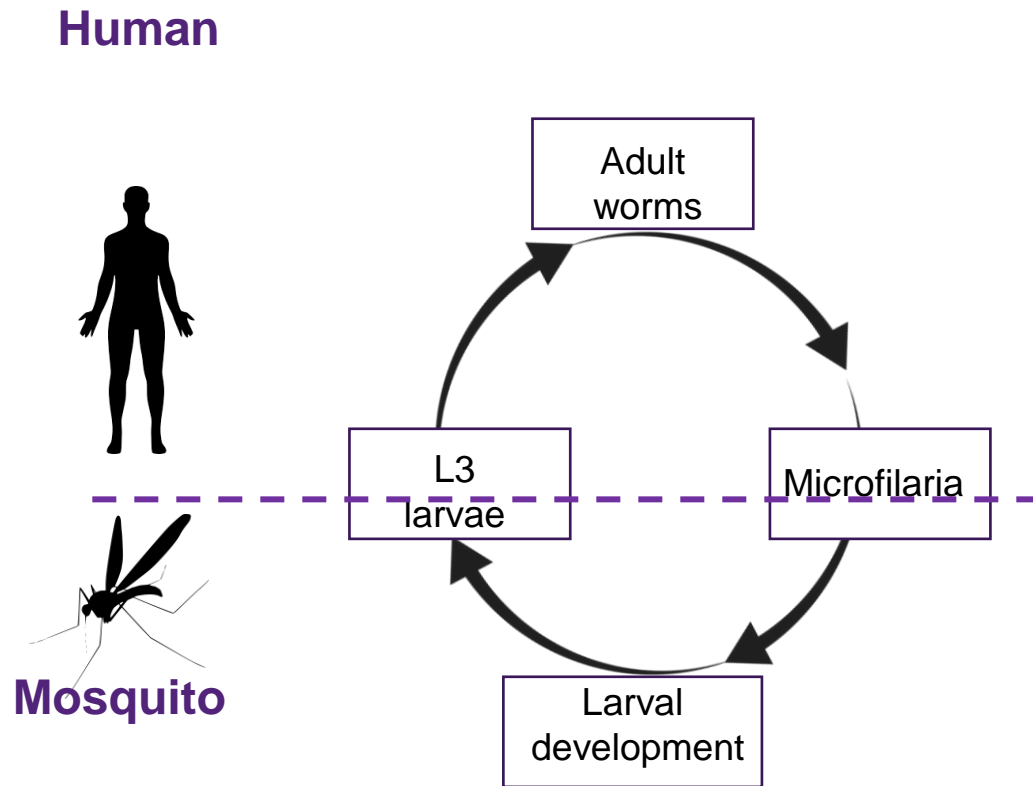 Human
Adult
worms
L3
larvae
Microfilaria
Mosquito
Larval
development